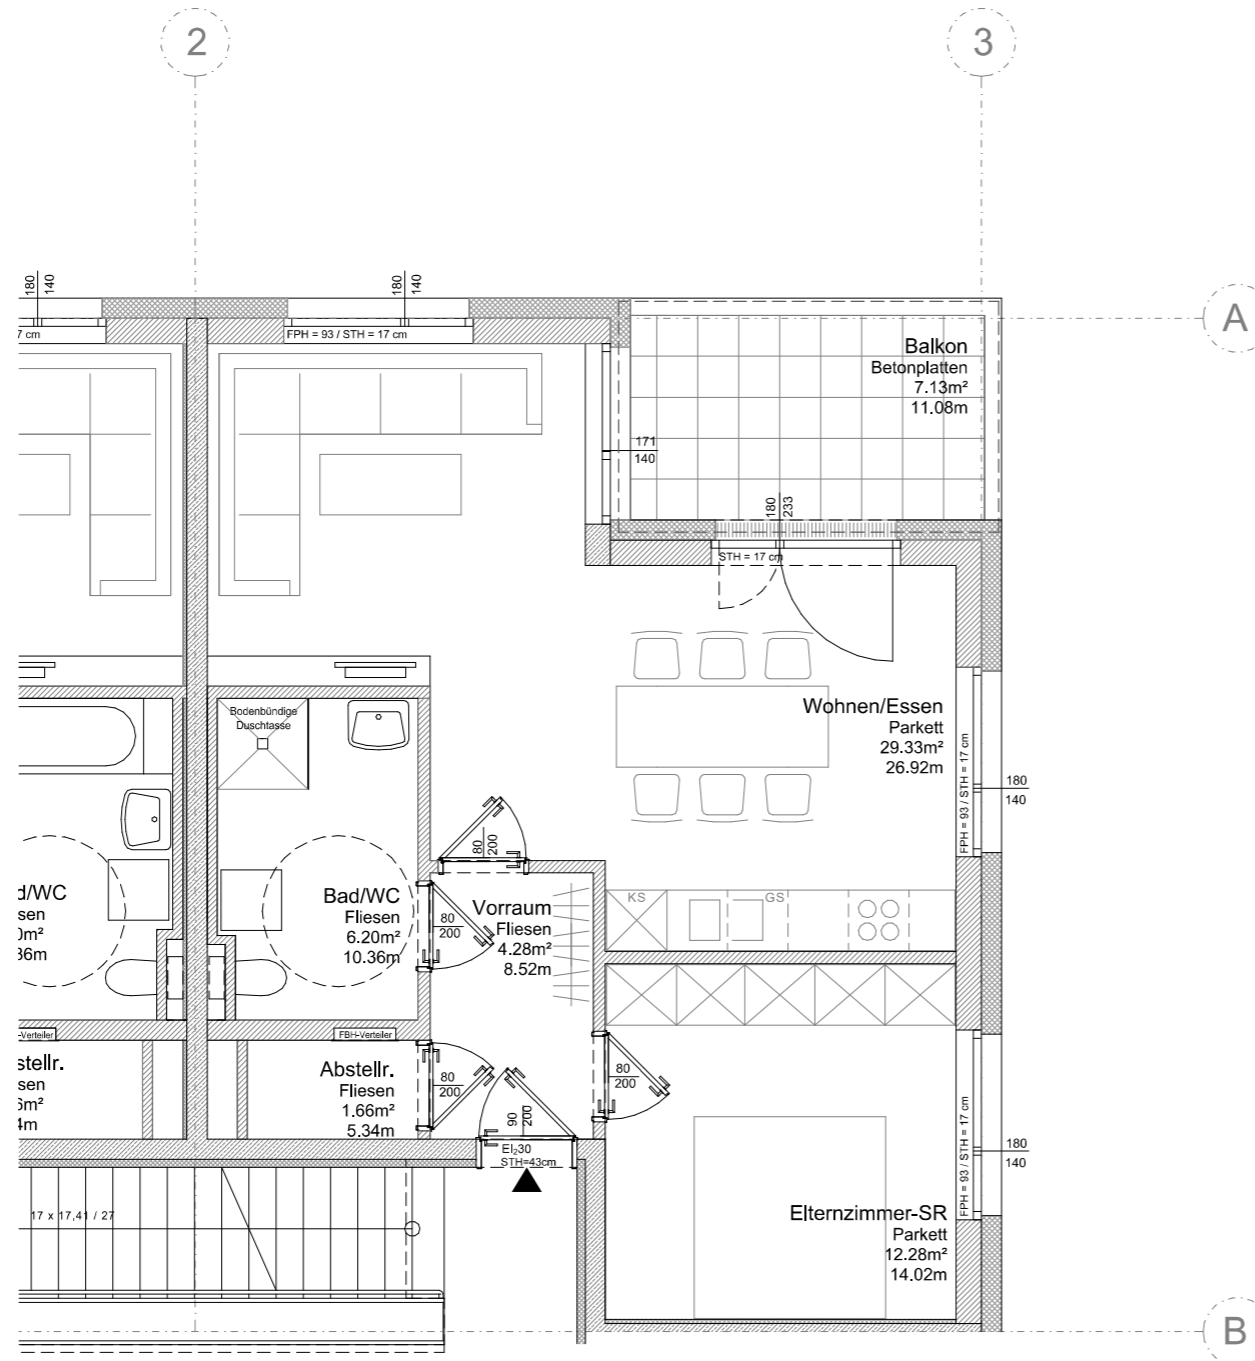 2
3
A
B
180
140
180
140
7 cm
FPH = 93 / STH = 17 cm
Balkon
Betonplatten
7.13m²
11.08m
171
140
180
233
STH = 17 cm
Bodenbündige
Duschtasse
Wohnen/Essen
Parkett
29.33m²
26.92m
FPH = 93 / STH = 17 cm
180
140
80
200
d/WC
sen
0m²
36m
Bad/WC
Fliesen
6.20m²
10.36m
80
200
Vorraum
Fliesen
4.28m²
8.52m
KS
GS
-Verteiler
FBH-Verteiler
stellr.
sen
6m²
4m
Abstellr.
Fliesen
1.66m²
5.34m
80
200
90
200
80
200
EI₂30
STH=43cm
FPH = 93 / STH = 17 cm
180
140
17 x 17,41 / 27
Elternzimmer-SR
Parkett
12.28m²
14.02m